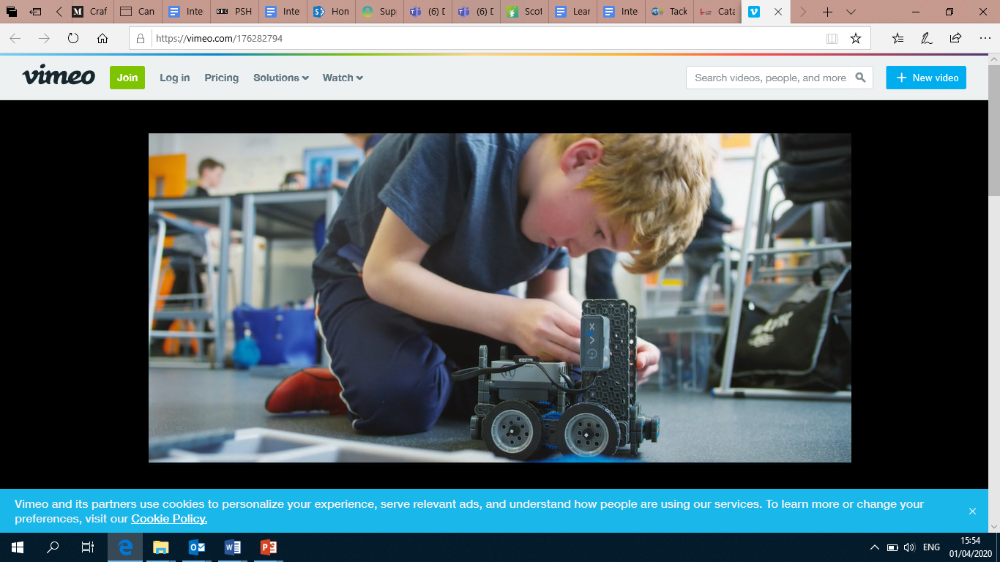 Craf
Can
Inte
BBC PSH
Inte
Hon
Sup
(6) D
(6) D
Scot
Lear
Inte
Tack
Cata
https://vimeo.com/176282794
vimeo
Join
Log in
Pricing
Solutions
Watch
Search videos, people, and more
+ New video
Vimeo and its partners use cookies to personalize your experience, serve relevant ads, and understand how people are using our services. To learn more or change your
preferences, visit our Cookie Policy.
ENG
15:54
01/04/2020